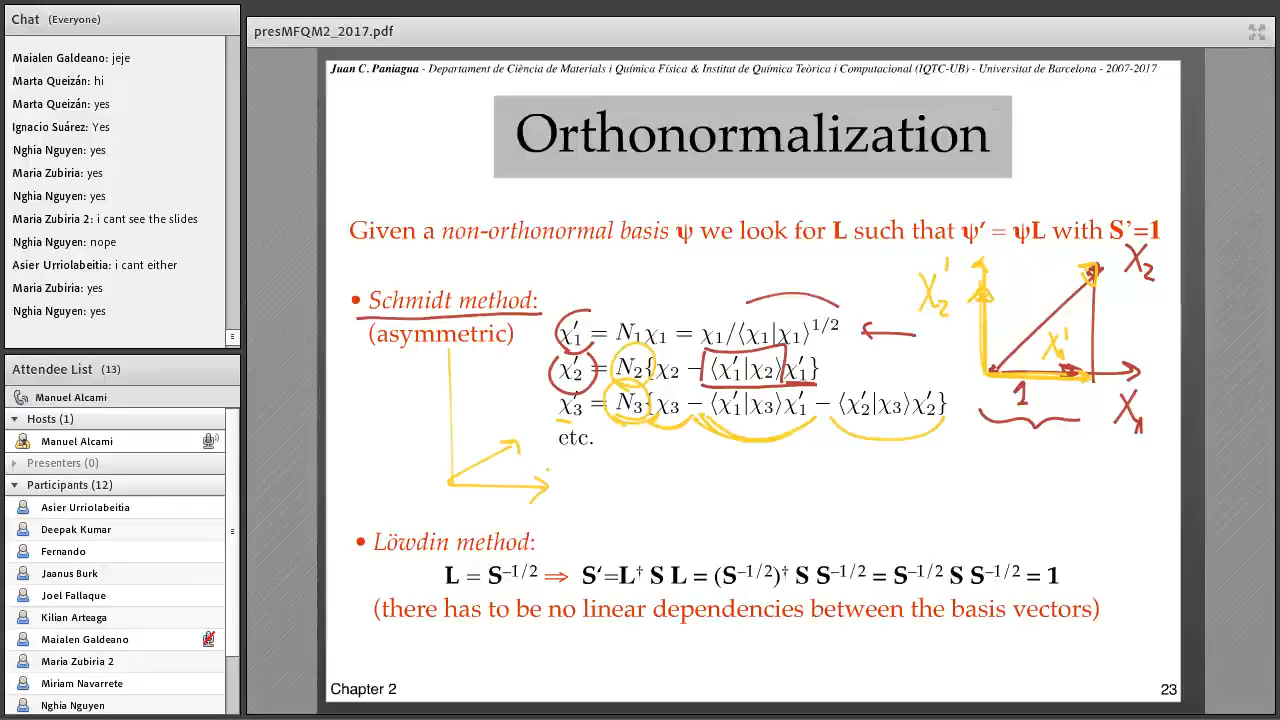 Chat (Everyone)
Maialen Galdeano: jeje
Marta Queizán: hi
Marta Queizán: yes
Ignacio Suárez: Yes
Nghia Nguyen: yes
Maria Zubiria: yes
Nghia Nguyen: yes
Maria Zubiria 2: i cant see the slides
Nghia Nguyen: nope
Asier Urriolabeitia: i cant either
Maria Zubiria: yes
Nghia Nguyen: yes
Attendee List (13)
Manuel Alcami
Hosts (1)
Manuel Alcami
Presenters (0)
Participants (12)
Asier Urriolabeitia
Deepak Kumar
Fernando
Jaanus Burk
Joel Fallaque
Kilian Arteaga
Maialen Galdeano
Maria Zubiria 2
Miriam Navarrete
Nghia Nguyen
presMFQM2_2017.pdf
Juan C. Paniagua - Departament de Ciència de Materials i Química Física & Institut de Química Teòrica i Computacional (IQTC-UB) - Universitat de Barcelona - 2007-2017
Orthonormalization
Given a non-orthonormal basis ψ we look for L such that ψ′ = ψL with S’=1
• Schmidt method:
(asymmetric)
χ′₁ = N₁χ₁ = χ₁/⟨χ₁|χ₁⟩^1/2
χ′₂ = N₂{χ₂ − ⟨χ′₁|χ₂⟩χ′₁}
χ′₃ = N₃{χ₃ − ⟨χ′₁|χ₃⟩χ′₁ − ⟨χ′₂|χ₃⟩χ′₂}
etc.
χ₂′
χ₂
χ₁′
1
χ₁
• Löwdin method:
L = S^–1/2 ⇒ S‘=L† S L = (S^–1/2)† S S^–1/2 = S^–1/2 S S^–1/2 = 1
(there has to be no linear dependencies between the basis vectors)
Chapter 2
23